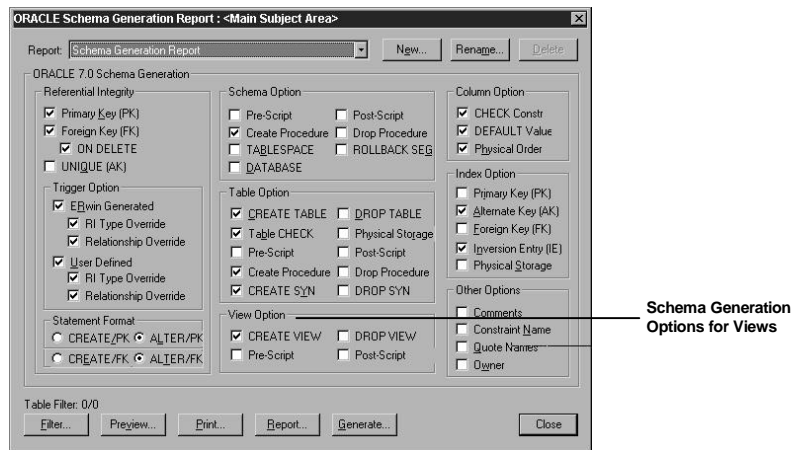 ORACLE Schema Generation Report : <Main Subject Area>
Report: Schema Generation Report
New...
Rename...
Delete
ORACLE 7.0 Schema Generation
Referential Integrity
Primary Key (PK)
Foreign Key (FK)
ON DELETE
UNIQUE (AK)
Trigger Option
ERwin Generated
RI Type Override
Relationship Override
User Defined
RI Type Override
Relationship Override
Statement Format
CREATE/PK ALTER/PK
CREATE/FK ALTER/FK
Schema Option
Pre-Script Post-Script
Create Procedure Drop Procedure
TABLESPACE ROLLBACK SEG
DATABASE
Table Option
CREATE TABLE DROP TABLE
Table CHECK Physical Storage
Pre-Script Post-Script
Create Procedure Drop Procedure
CREATE SYN DROP SYN
View Option
CREATE VIEW DROP VIEW
Pre-Script Post-Script
Column Option
CHECK Constr
DEFAULT Value
Physical Order
Index Option
Primary Key (PK)
Alternate Key (AK)
Foreign Key (FK)
Inversion Entry (IE)
Physical Storage
Other Options
Comments
Constraint Name
Quote Names
Owner
Schema Generation
Options for Views
Table Filter: 0/0
Filter...
Preview...
Print...
Report...
Generate...
Close